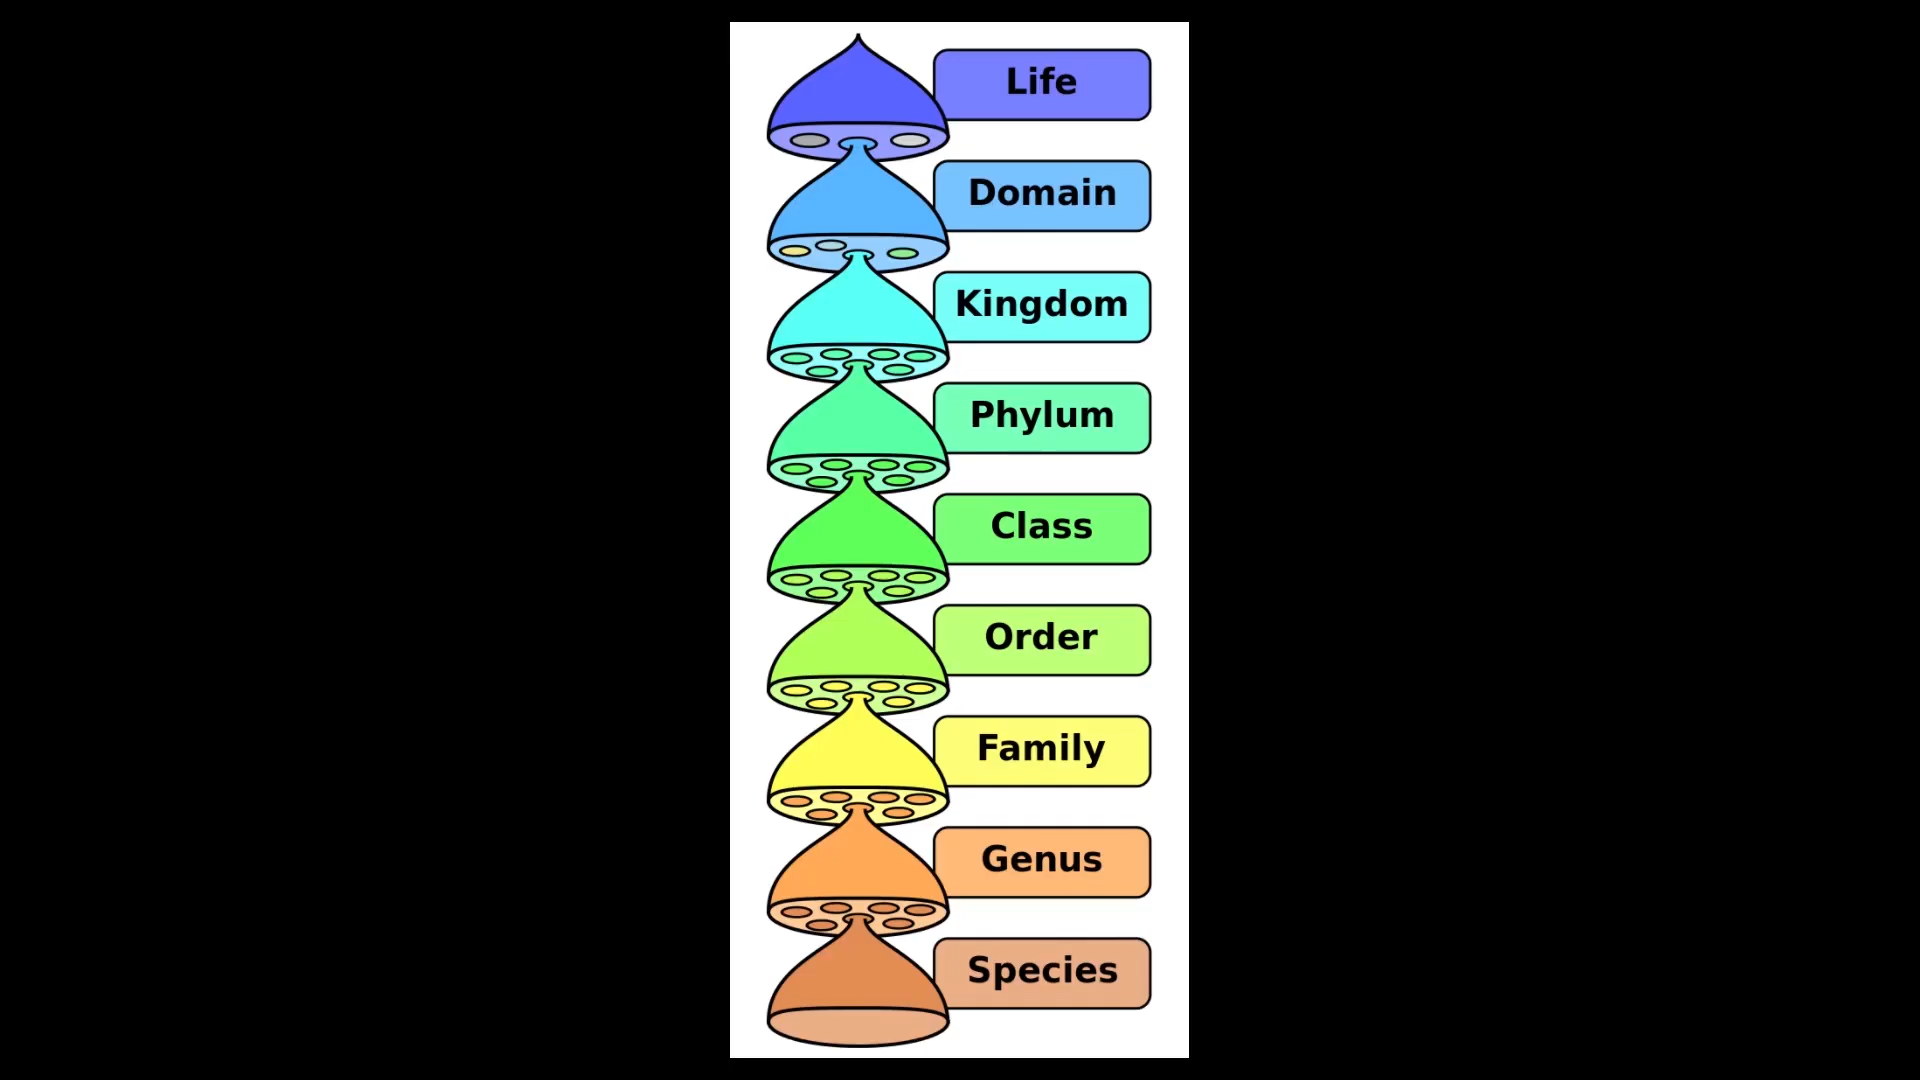 Life
Domain
Kingdom
Phylum
Class
Order
Family
Genus
Species